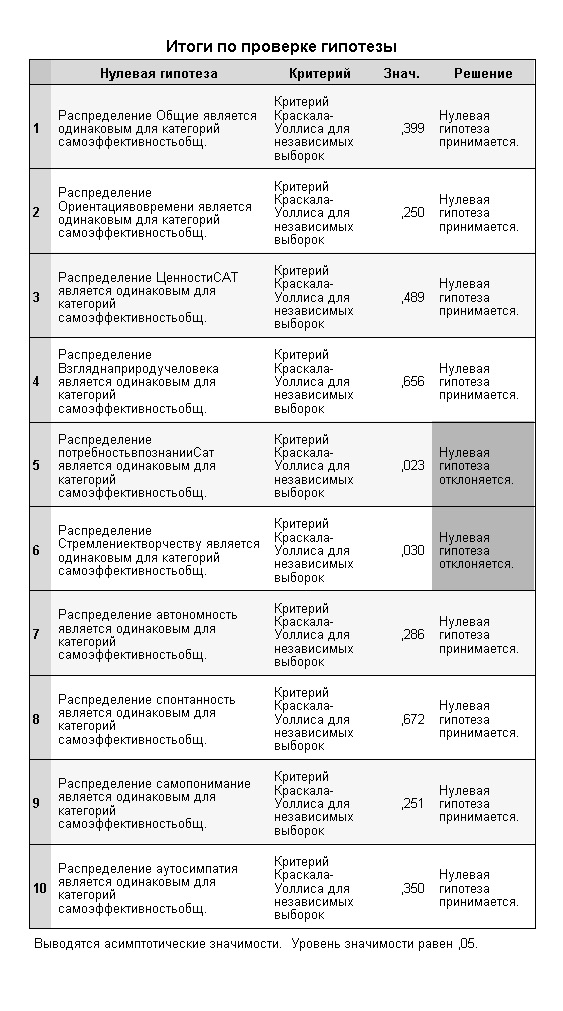 Итоги по проверке гипотезы
Нулевая гипотеза Критерий Знач. Решение
1
Распределение Общие является
одинаковым для категорий
самоэффективностьобщ.
Критерий
Краскала-
Уоллиса для
независимых
выборок
,399
Нулевая
гипотеза
принимается.
2
Распределение
Ориентациявовремени является
одинаковым для категорий
самоэффективностьобщ.
Критерий
Краскала-
Уоллиса для
независимых
выборок
,250
Нулевая
гипотеза
принимается.
3
Распределение ЦенностиСАТ
является одинаковым для
категорий
самоэффективностьобщ.
Критерий
Краскала-
Уоллиса для
независимых
выборок
,489
Нулевая
гипотеза
принимается.
4
Распределение
Взгляднаприродучеловека
является одинаковым для
категорий
самоэффективностьобщ.
Критерий
Краскала-
Уоллиса для
независимых
выборок
,656
Нулевая
гипотеза
принимается.
5
Распределение
потребностьвпознанииСат
является одинаковым для
категорий
самоэффективностьобщ.
Критерий
Краскала-
Уоллиса для
независимых
выборок
,023
Нулевая
гипотеза
отклоняется.
6
Распределение
Стремлениектворчеству является
одинаковым для категорий
самоэффективностьобщ.
Критерий
Краскала-
Уоллиса для
независимых
выборок
,030
Нулевая
гипотеза
отклоняется.
7
Распределение автономность
является одинаковым для
категорий
самоэффективностьобщ.
Критерий
Краскала-
Уоллиса для
независимых
выборок
,286
Нулевая
гипотеза
принимается.
8
Распределение спонтанность
является одинаковым для
категорий
самоэффективностьобщ.
Критерий
Краскала-
Уоллиса для
независимых
выборок
,672
Нулевая
гипотеза
принимается.
9
Распределение самопонимание
является одинаковым для
категорий
самоэффективностьобщ.
Критерий
Краскала-
Уоллиса для
независимых
выборок
,251
Нулевая
гипотеза
принимается.
10
Распределение аутосимпатия
является одинаковым для
категорий
самоэффективностьобщ.
Критерий
Краскала-
Уоллиса для
независимых
выборок
,350
Нулевая
гипотеза
принимается.
Выводятся асимптотические значимости. Уровень значимости равен ,05.